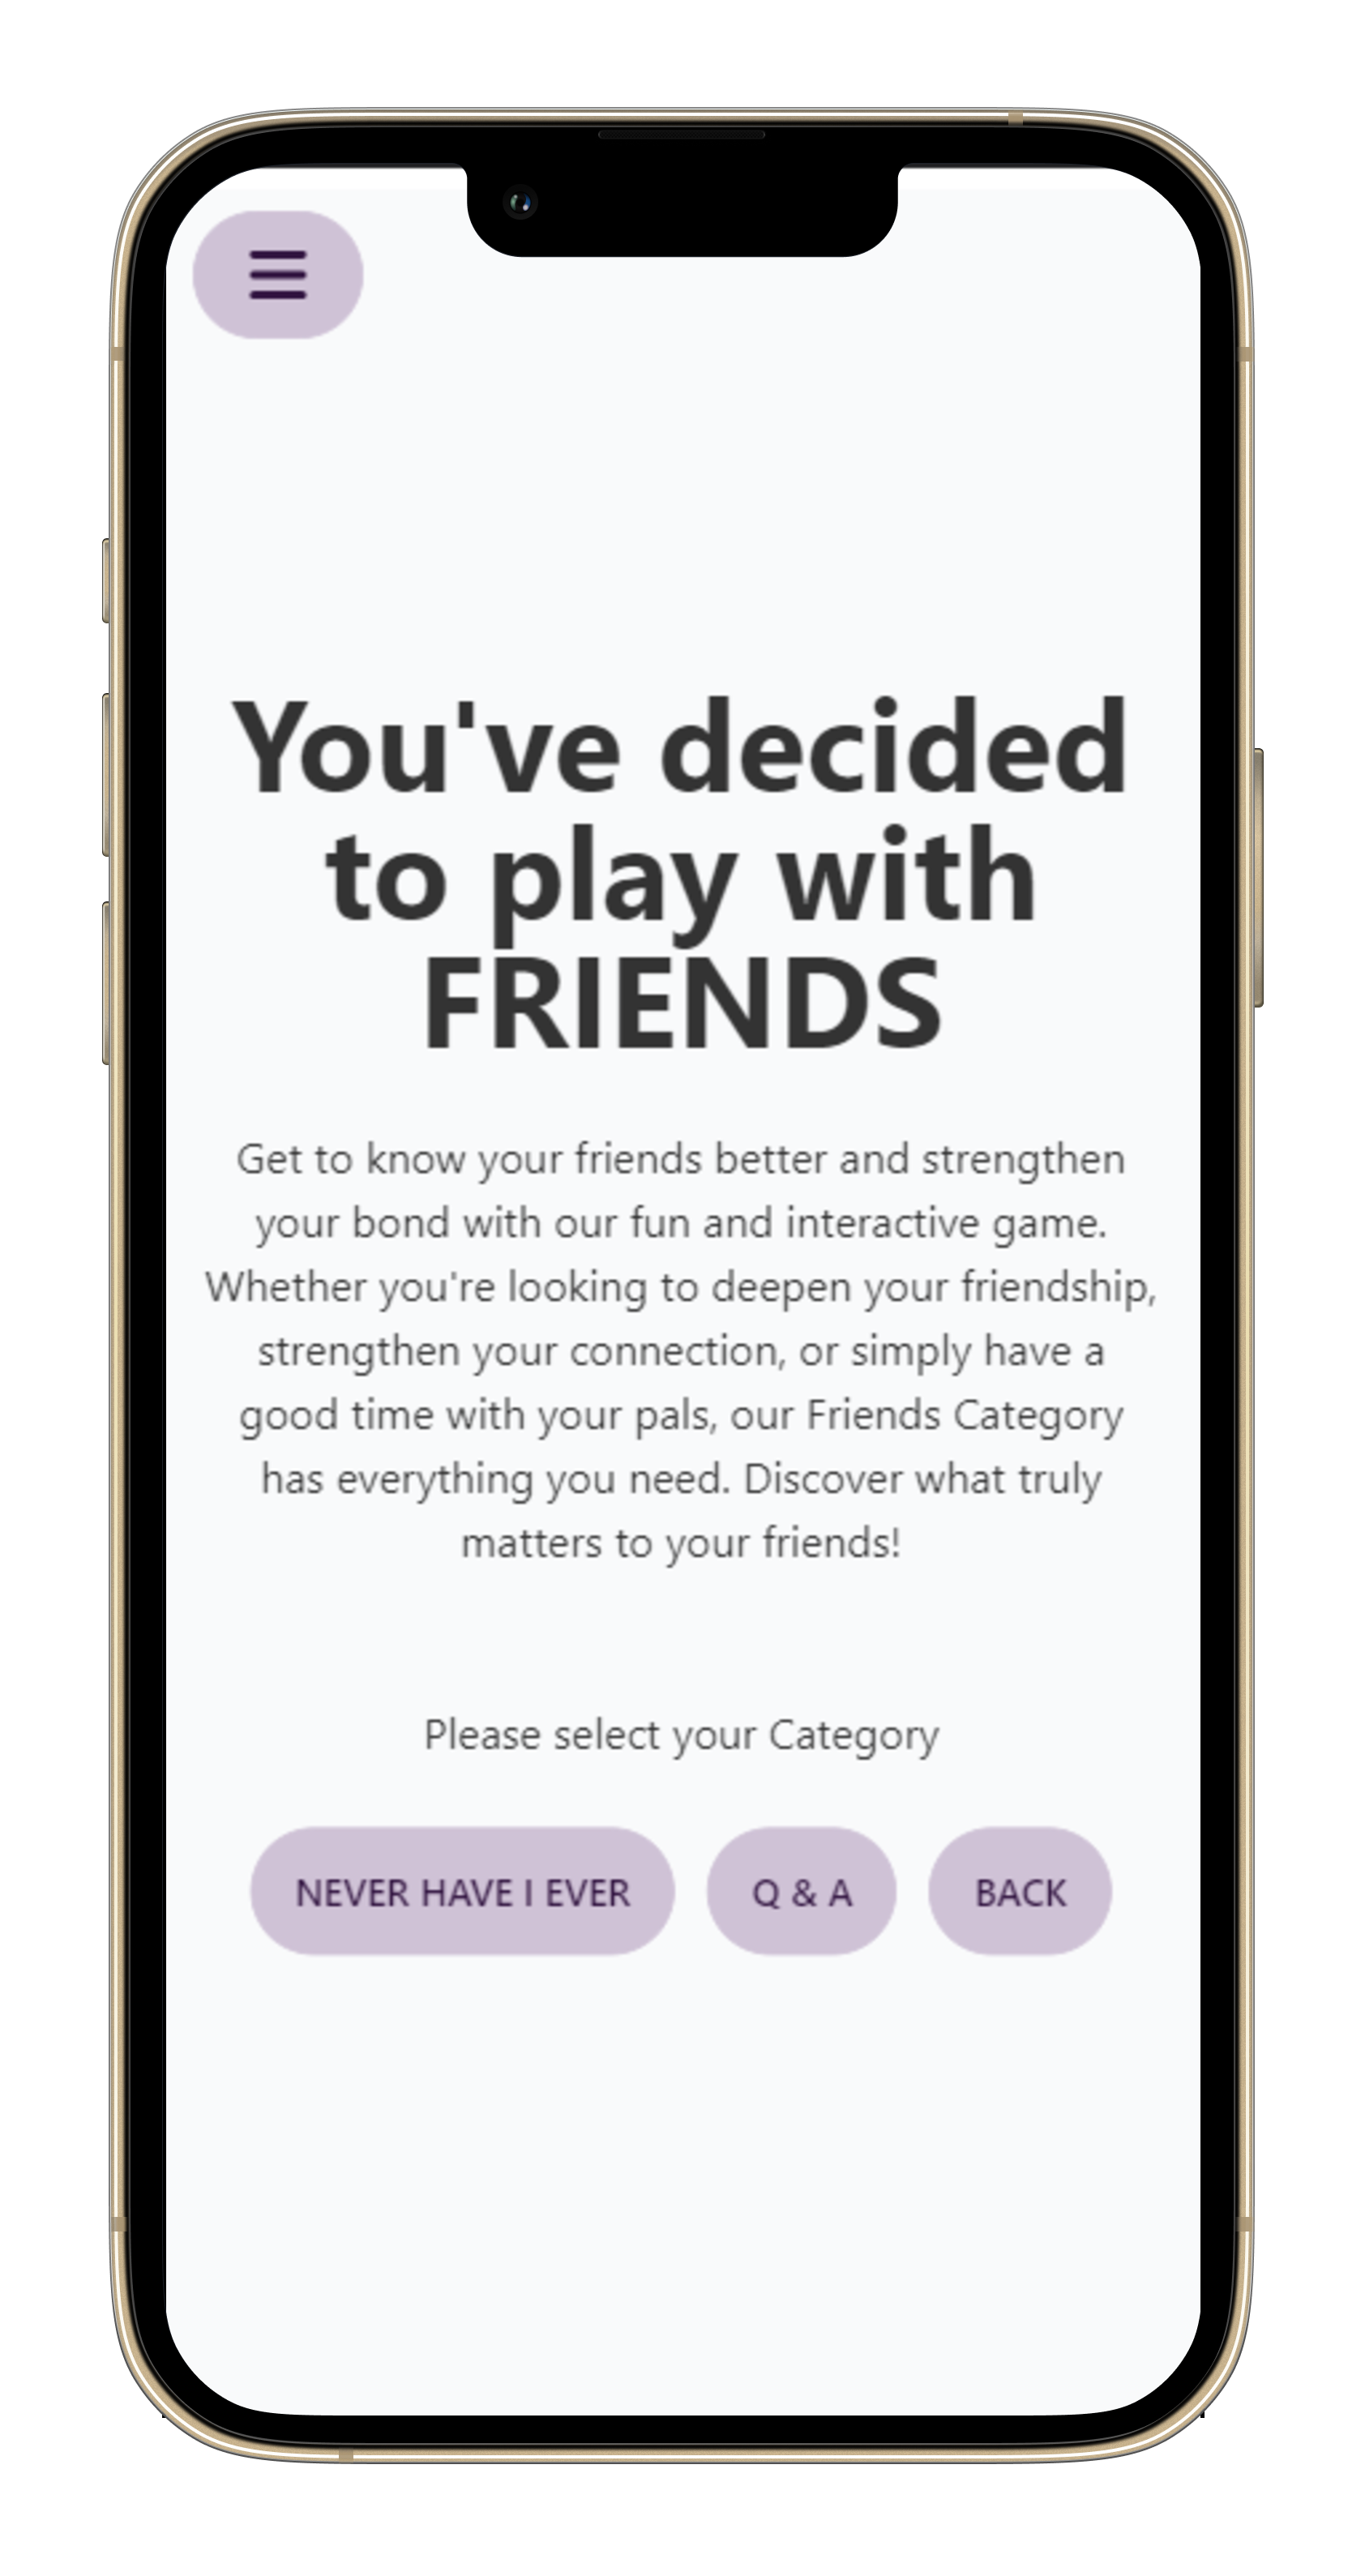 You've decided
to play with
FRIENDS
Get to know your friends better and strengthen
your bond with our fun and interactive game.
Whether you're looking to deepen your friendship,
strengthen your connection, or simply have a
good time with your pals, our Friends Category
has everything you need. Discover what truly
matters to your friends!
Please select your Category
NEVER HAVE I EVER Q & A BACK